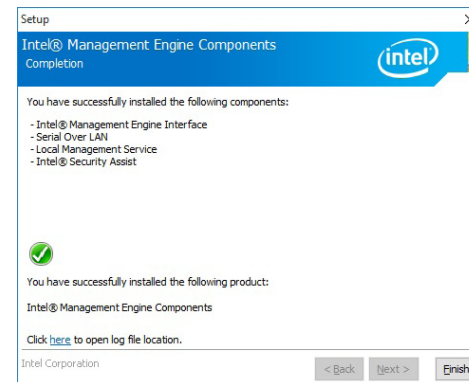 Setup
Intel® Management Engine Components
Completion
intel
You have successfully installed the following components:
- Intel® Management Engine Interface
- Serial Over LAN
- Local Management Service
- Intel® Security Assist
You have successfully installed the following product:
Intel® Management Engine Components
Click here to open log file location.
Intel Corporation
< Back Next > Finish